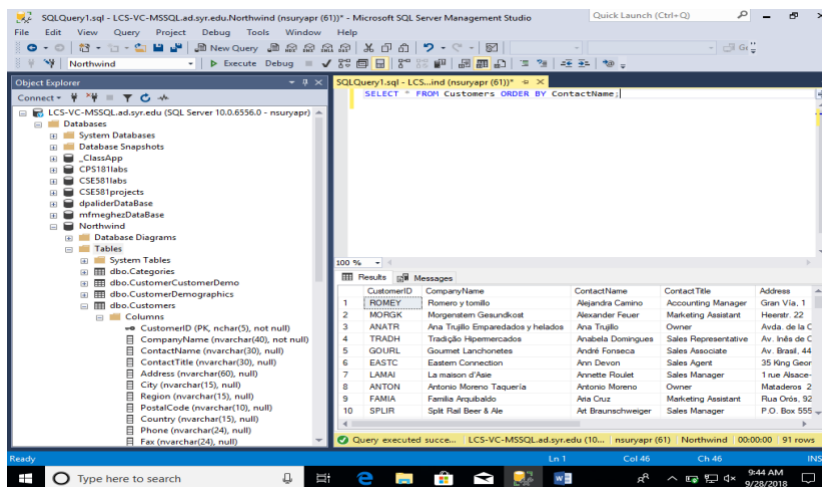 SQLQuery1.sql - LCS-VC-MSSQL.ad.syr.edu.Northwind (nsuryapr (61))* - Microsoft SQL Server Management Studio
Quick Launch (Ctrl+Q)
File Edit View Query Project Debug Tools Window Help
New Query
Northwind Execute Debug
Object Explorer
Connect
LCS-VC-MSSQL.ad.syr.edu (SQL Server 10.0.6556.0 - nsuryapr)
Databases
System Databases
Database Snapshots
_ClassApp
CPS181labs
CSE581labs
CSE581projects
dpaliderDataBase
mfmeghezDataBase
Northwind
Database Diagrams
Tables
System Tables
dbo.Categories
dbo.CustomerCustomerDemo
dbo.CustomerDemographics
dbo.Customers
Columns
CustomerID (PK, nchar(5), not null)
CompanyName (nvarchar(40), not null)
ContactName (nvarchar(30), null)
ContactTitle (nvarchar(30), null)
Address (nvarchar(60), null)
City (nvarchar(15), null)
Region (nvarchar(15), null)
PostalCode (nvarchar(10), null)
Country (nvarchar(15), null)
Phone (nvarchar(24), null)
Fax (nvarchar(24), null)
SQLQuery1.sql - LCS...ind (nsuryapr (61))*
SELECT * FROM Customers ORDER BY ContactName;
100 %
Results Messages
CustomerID CompanyName ContactName ContactTitle Address
1 ROMEY Romero y tomillo Alejandra Camino Accounting Manager Gran Vía, 1
2 MORGK Morgenstern Gesundkost Alexander Feuer Marketing Assistant Heerstr. 22
3 ANATR Ana Trujillo Emparedados y helados Ana Trujillo Owner Avda. de la C
4 TRADH Tradição Hipermercados Anabela Domingues Sales Representative Av. Inês de C
5 GOURL Gourmet Lanchonetes André Fonseca Sales Associate Av. Brasil, 44
6 EASTC Eastern Connection Ann Devon Sales Agent 35 King Geor
7 LAMAI La maison d'Asie Annette Roulet Sales Manager 1 rue Alsace-
8 ANTON Antonio Moreno Taquería Antonio Moreno Owner Mataderos 2
9 FAMIA Familia Arquibaldo Aria Cruz Marketing Assistant Rua Orós, 92
10 SPLIR Split Rail Beer & Ale Art Braunschweiger Sales Manager P.O. Box 555
Query executed succe... LCS-VC-MSSQL.ad.syr.edu (10... nsuryapr (61) Northwind 00:00:00 91 rows
Ready Ln 1 Col 46 Ch 46 INS
Type here to search
9:44 AM
9/28/2018